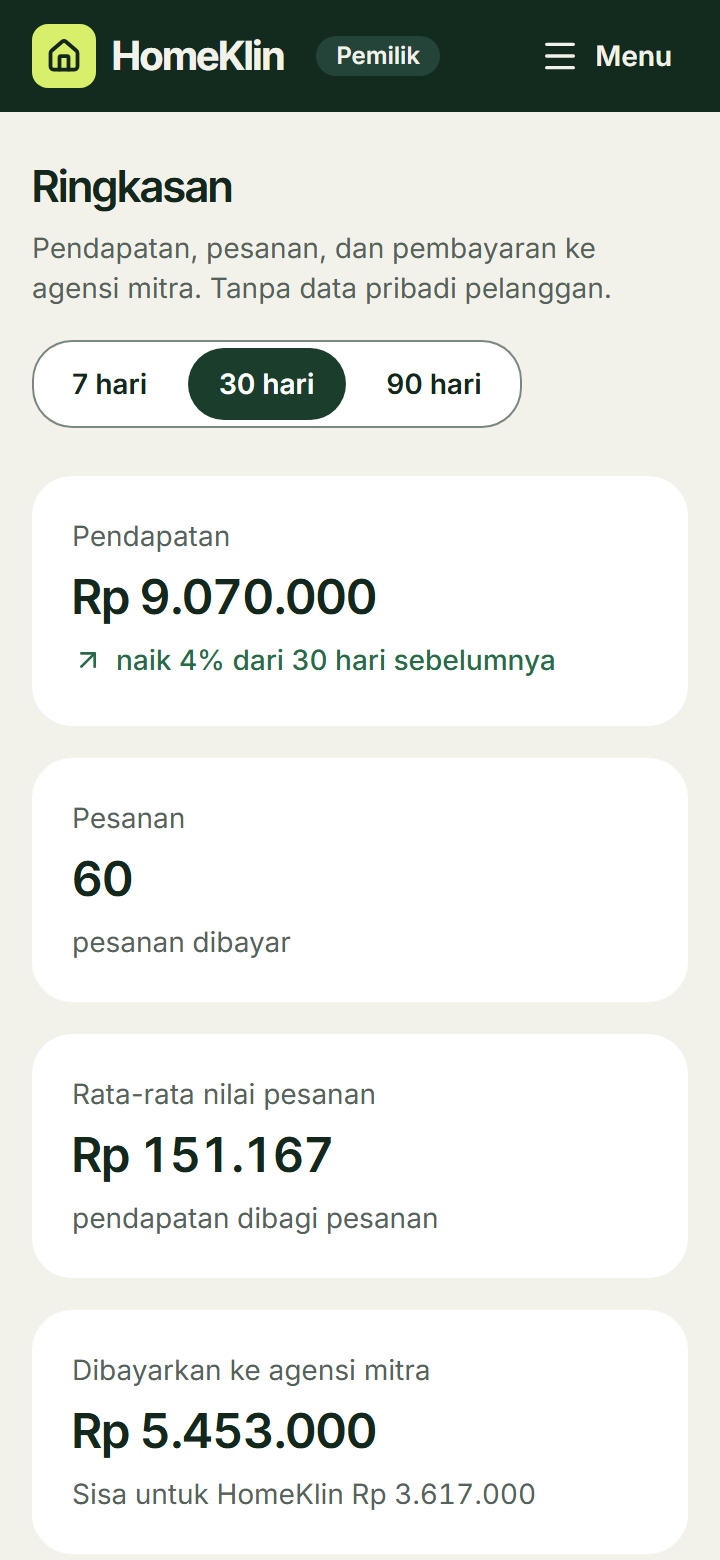 HomeKlin
Pemilik
Menu
Ringkasan
Pendapatan, pesanan, dan pembayaran ke
agensi mitra. Tanpa data pribadi pelanggan.
7 hari
30 hari
90 hari
Pendapatan
Rp 9.070.000
naik 4% dari 30 hari sebelumnya
Pesanan
60
pesanan dibayar
Rata-rata nilai pesanan
Rp 151.167
pendapatan dibagi pesanan
Dibayarkan ke agensi mitra
Rp 5.453.000
Sisa untuk HomeKlin Rp 3.617.000